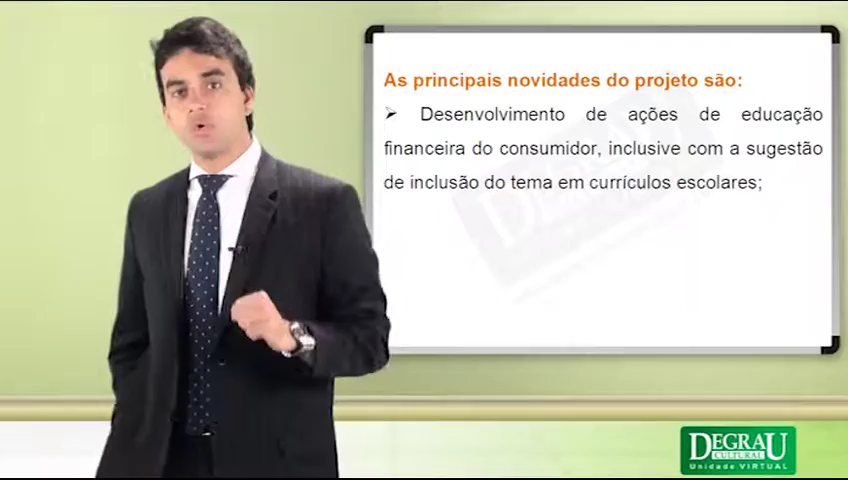 As principais novidades do projeto são:
➢ Desenvolvimento de ações de educação
financeira do consumidor, inclusive com a sugestão
de inclusão do tema em currículos escolares;
DEGRAU
CULTURAL
Unidade VIRTUAL